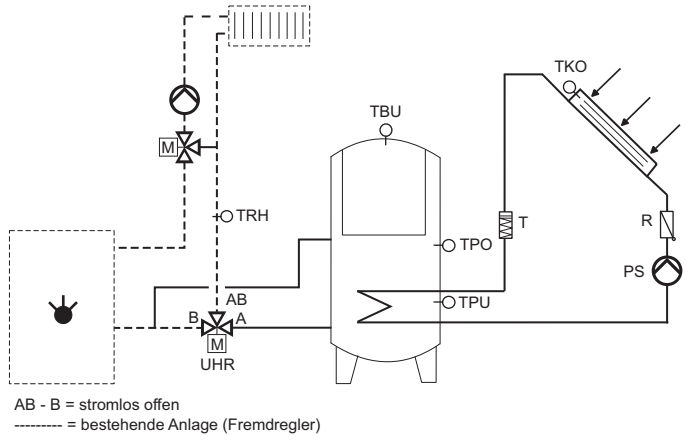 TKO
TBU
M
TRH
T
R
TPO
PS
AB
TPU
B
A
M
UHR
AB - B = stromlos offen
--------- = bestehende Anlage (Fremdregler)